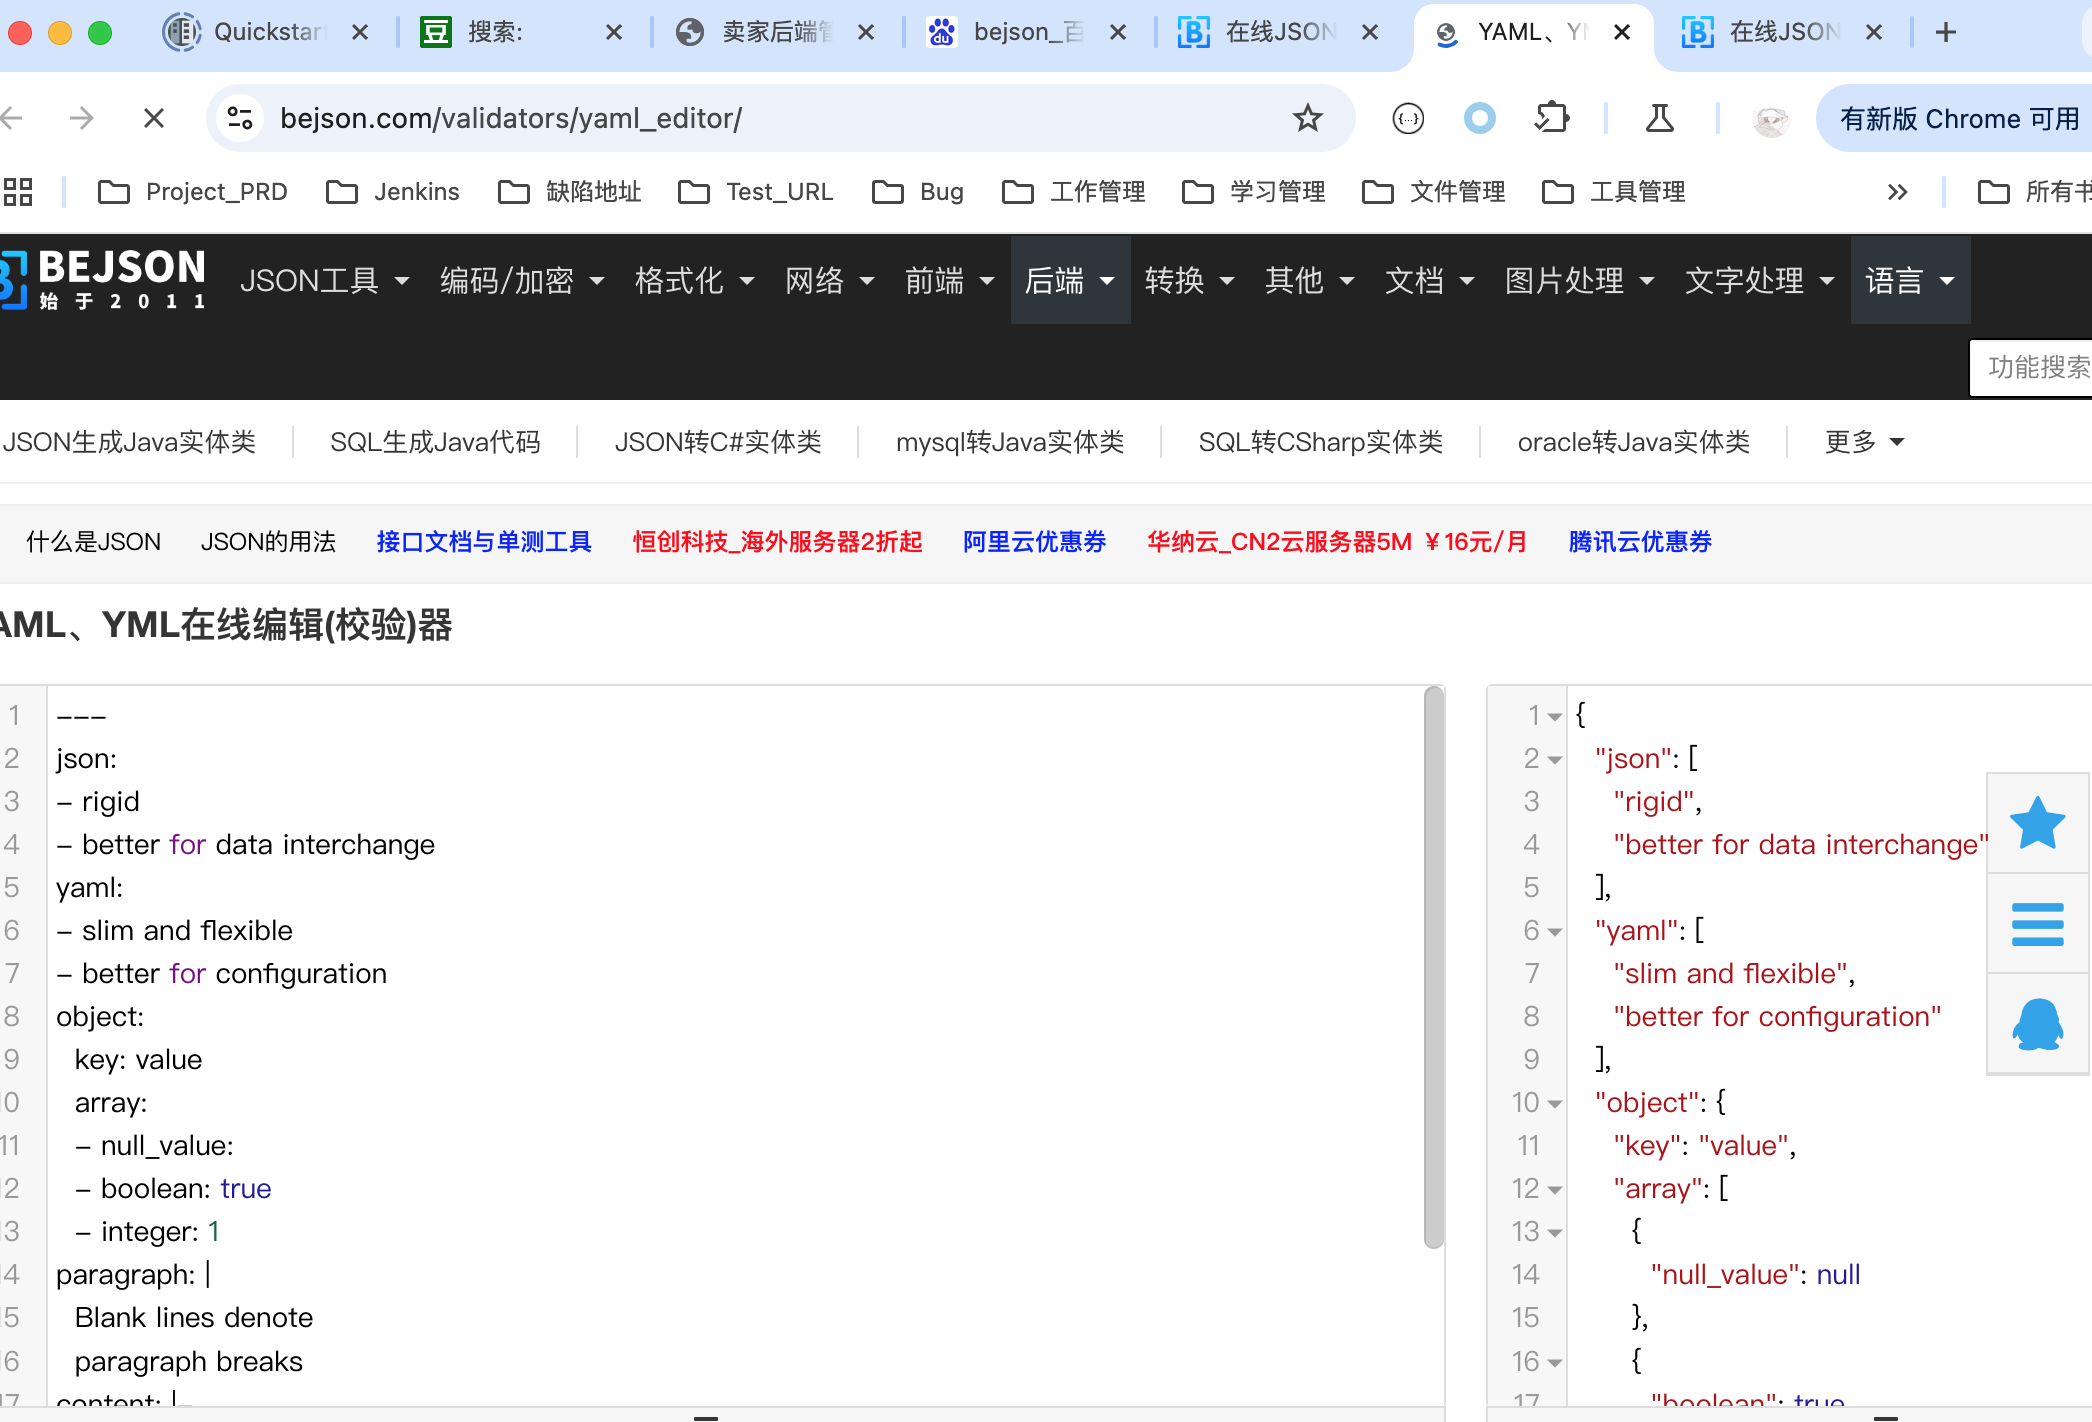 Quickstar
搜索:
卖家后端管
bejson_百
在线JSON
YAML、YM
在线JSON
bejson.com/validators/yaml_editor/
有新版 Chrome 可用
Project_PRD
Jenkins
缺陷地址
Test_URL
Bug
工作管理
学习管理
文件管理
工具管理
所有书
BEJSON
始于2011
JSON工具
编码/加密
格式化
网络
前端
后端
转换
其他
文档
图片处理
文字处理
语言
功能搜索
JSON生成Java实体类
SQL生成Java代码
JSON转C#实体类
mysql转Java实体类
SQL转CSharp实体类
oracle转Java实体类
更多
什么是JSON
JSON的用法
接口文档与单测工具
恒创科技_海外服务器2折起
阿里云优惠券
华纳云_CN2云服务器5M ￥16元/月
腾讯云优惠券
AML、YML在线编辑(校验)器
1 ---
2 json:
3 - rigid
4 - better for data interchange
5 yaml:
6 - slim and flexible
7 - better for configuration
8 object:
9 key: value
0 array:
11 - null_value:
2 - boolean: true
3 - integer: 1
4 paragraph: |
5 Blank lines denote
6 paragraph breaks
7 content: |-
1 {
2 "json": [
3 "rigid",
4 "better for data interchange"
5 ],
6 "yaml": [
7 "slim and flexible",
8 "better for configuration"
9 ],
10 "object": {
11 "key": "value",
12 "array": [
13 {
14 "null_value": null
15 },
16 {
17 "boolean": true